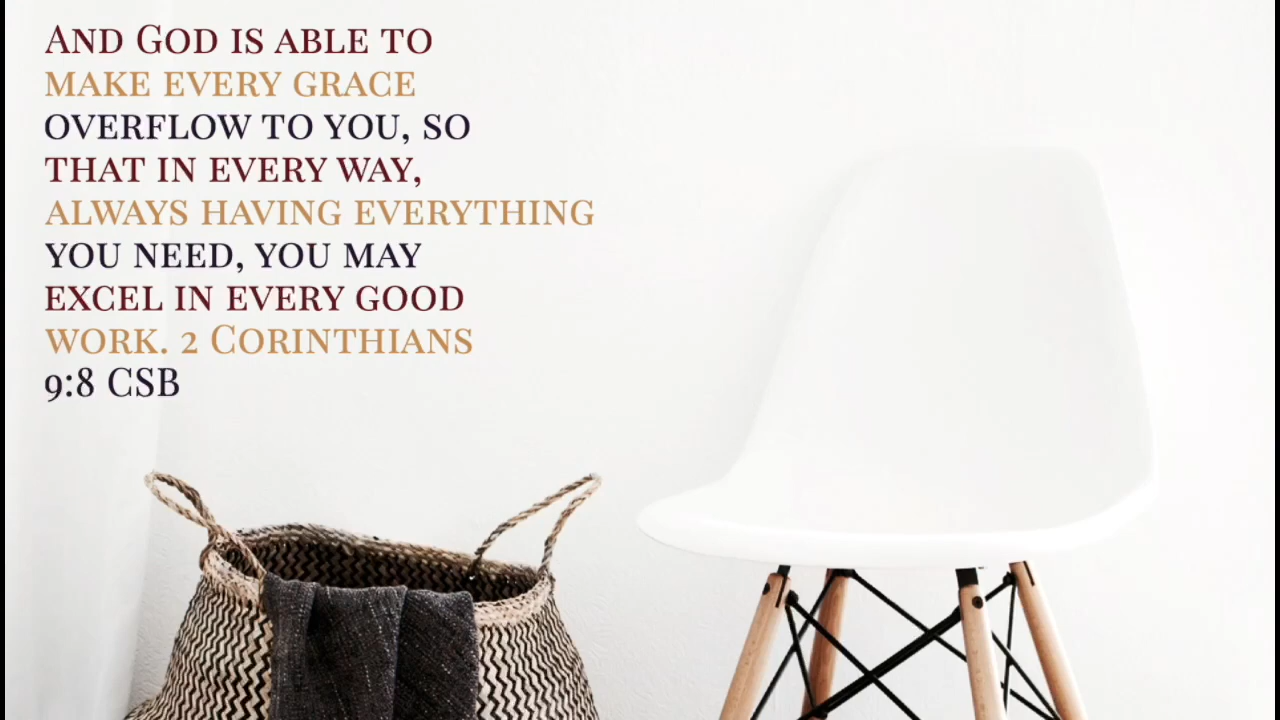 And God is able to
make every grace
overflow to you, so
that in every way,
always having everything
you need, you may
excel in every good
work. 2 Corinthians
9:8 CSB